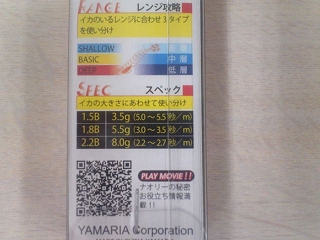 RANGE レンジ攻略
イカのいるレンジに合わせ3タイプ
を使い分け
SHALLOW
BASIC 中層
DEEP 低層
SPEC スペック
イカの大きさにあわせて使い分け
1.5B 3.5g (5.0～5.5秒/m)
1.8B 5.5g (3.0～3.5秒/m)
2.2B 8.0g (2.2～2.7秒/m)
PLAY MOVIE!!
ナオリーの秘密
お役立ち情報満
載!!
YAMARIA Corporation